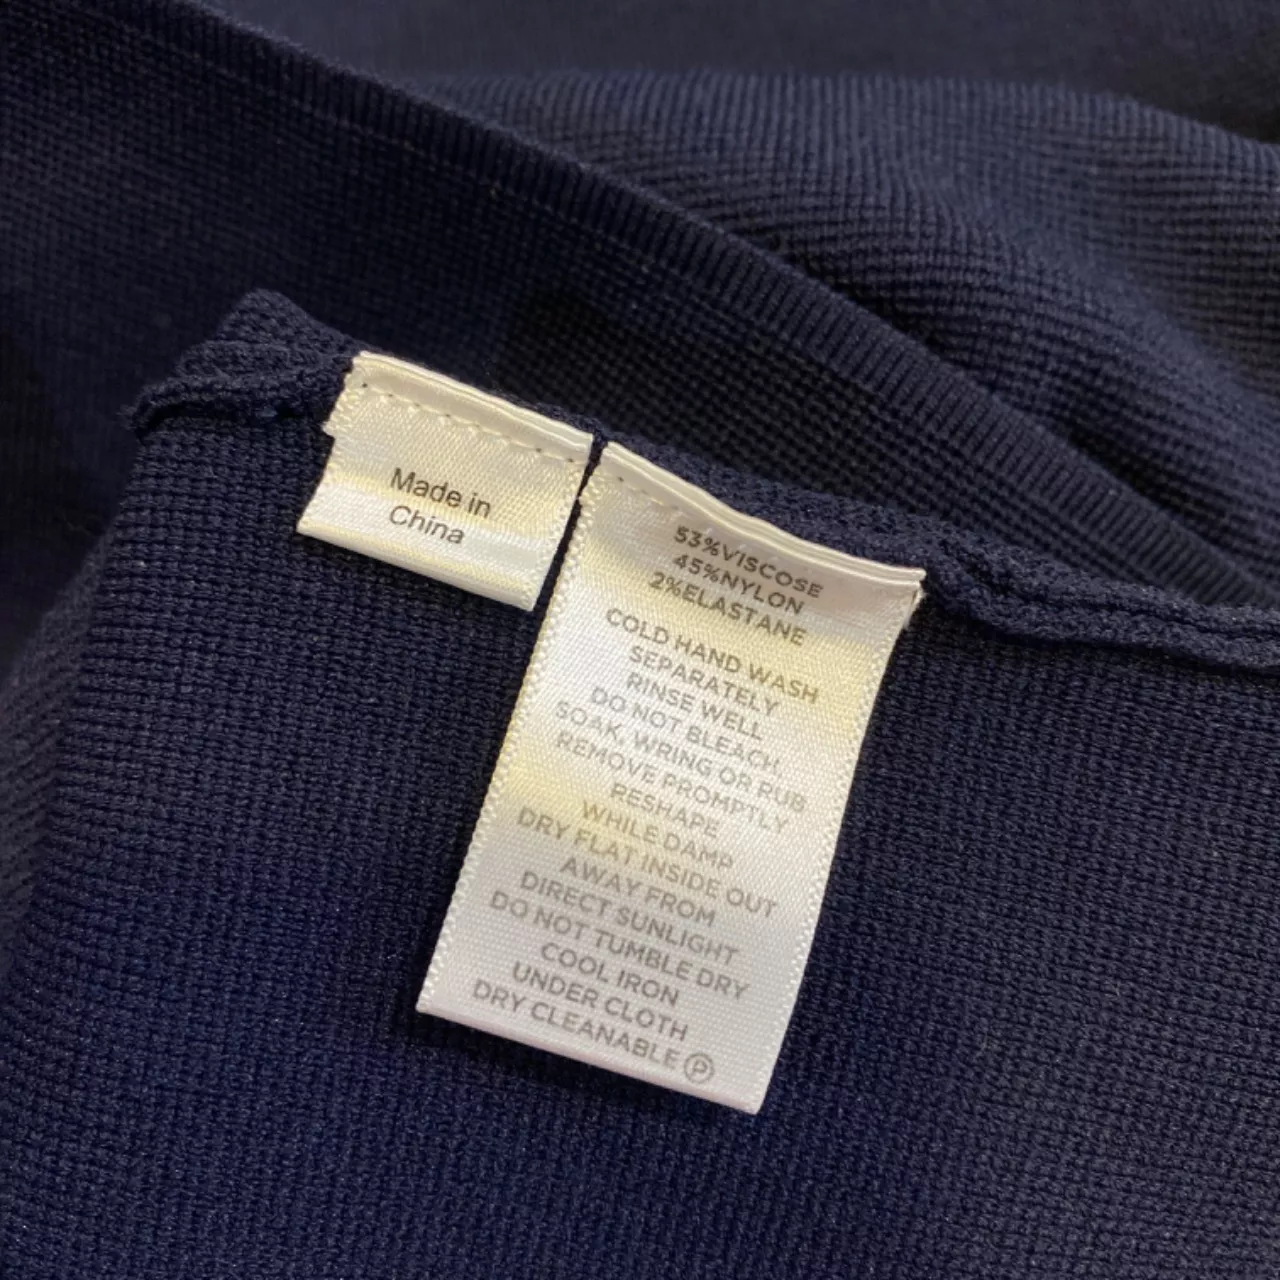 Made in
China
53%VISCOSE
45%NYLON
2%ELASTANE
COLD HAND WASH
SEPARATELY
RINSE WELL
DO NOT BLEACH,
SOAK, WRING OR RUB
REMOVE PROMPTLY
RESHAPE
WHILE DAMP
DRY FLAT INSIDE OUT
AWAY FROM
DIRECT SUNLIGHT
DO NOT TUMBLE DRY
COOL IRON
UNDER CLOTH
DRY CLEANABLE Ⓟ